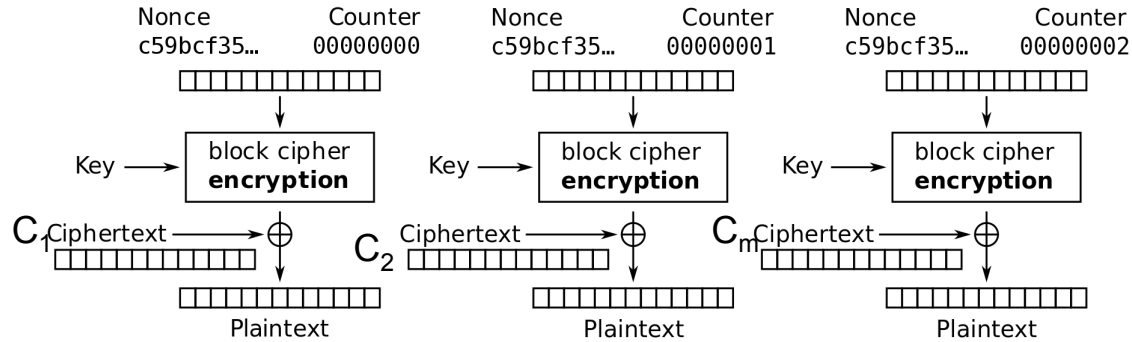 Nonce Counter Nonce Counter Nonce Counter
c59bcf35… 00000000 c59bcf35… 00000001 c59bcf35… 00000002
block cipher block cipher block cipher
Key encryption Key encryption Key encryption
C1 Ciphertext C2 Ciphertext Cm Ciphertext
Plaintext Plaintext Plaintext